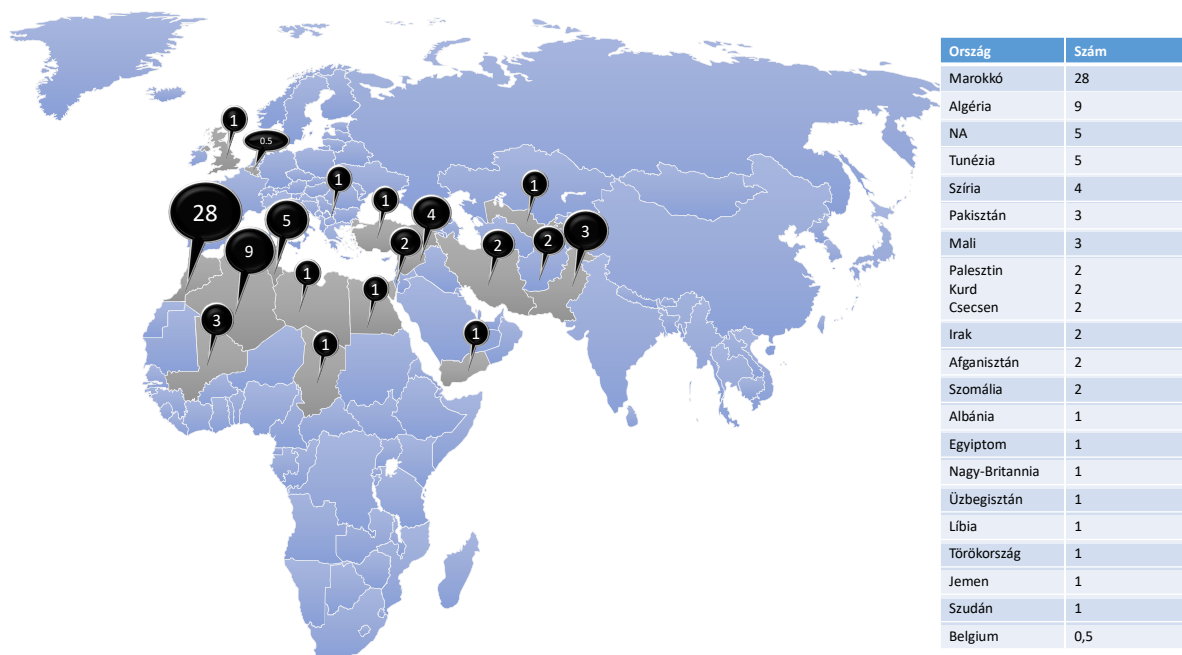 1
0.5
1
1
28
5
4
9
2
2
2
3
1
1
1
3
1
1
Ország Szám
Marokkó 28
Algéria 9
NA 5
Tunézia 5
Szíria 4
Pakisztán 3
Mali 3
Palesztin 2
Kurd 2
Csecsen 2
Irak 2
Afganisztán 2
Szomália 2
Albánia 1
Egyiptom 1
Nagy-Britannia 1
Üzbegisztán 1
Líbia 1
Törökország 1
Jemen 1
Szudán 1
Belgium 0,5